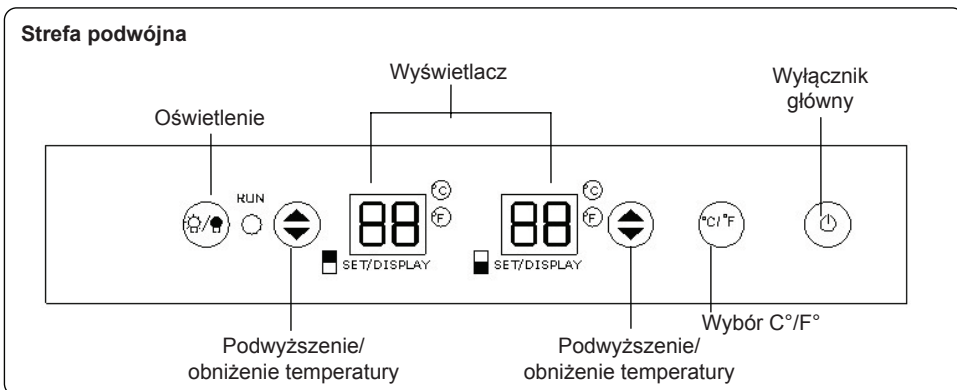 Strefa podwójna
Wyświetlacz
Wyłącznik
główny
Oświetlenie
RUN
88
°C
°F
SET/DISPLAY
88
°C
°F
SET/DISPLAY
°C/°F
Wybór C°/F°
Podwyższenie/
obniżenie temperatury
Podwyższenie/
obniżenie temperatury